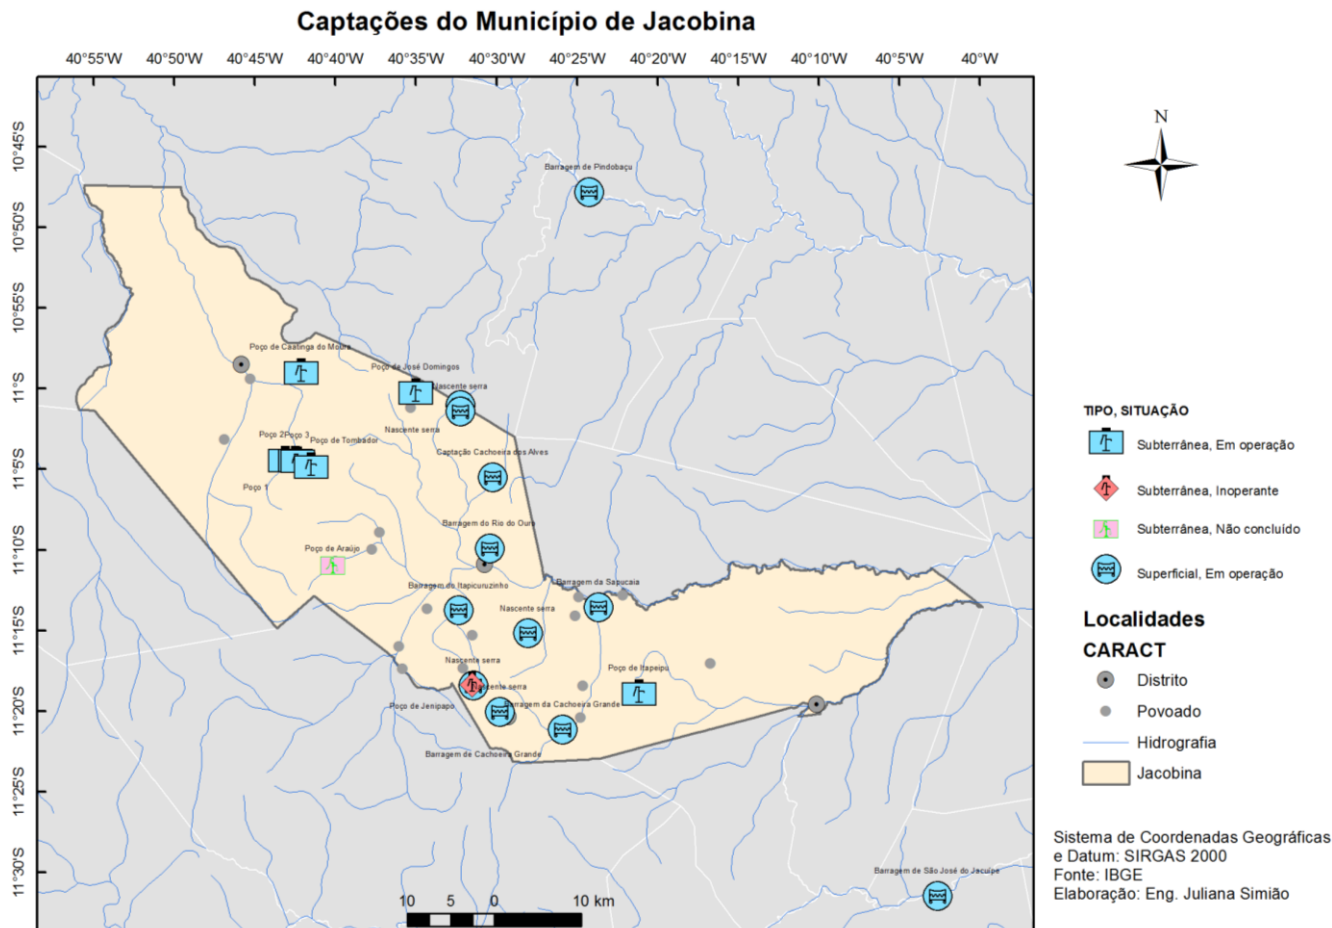 Captações do Município de Jacobina
40°55'W 40°50'W 40°45'W 40°40'W 40°35'W 40°30'W 40°25'W 40°20'W 40°15'W 40°10'W 40°5'W 40°0'W
10°45'S
10°50'S
10°55'S
11°S
11°5'S
11°10'S
11°15'S
11°20'S
11°25'S
11°30'S
Barragem de Pindobaçu
Poço de Caatinga do Moura
Poço de José Domingos
Nascente serra
Nascente serra
Poço 2
Poço 3
Poço de Tombador
Captação Cachoeira dos Alves
Poço 1
Barragem do Rio do Ouro
Poço de Araújo
Barragem do Itapicuruzinho
Barragem da Sapucaia
Nascente serra
Nascente serra
Poço de Itapeipu
Nascente serra
Poço de Jenipapo
Barragem da Cachoeira Grande
Barragem de Cachoeira Grande
Barragem de São José do Jacuípe
10 5 0 10 km
N
TIPO, SITUAÇÃO
Subterrânea, Em operação
Subterrânea, Inoperante
Subterrânea, Não concluído
Superficial, Em operação
Localidades
CARACT
Distrito
Povoado
Hidrografia
Jacobina
Sistema de Coordenadas Geográficas
e Datum: SIRGAS 2000
Fonte: IBGE
Elaboração: Eng. Juliana Simião